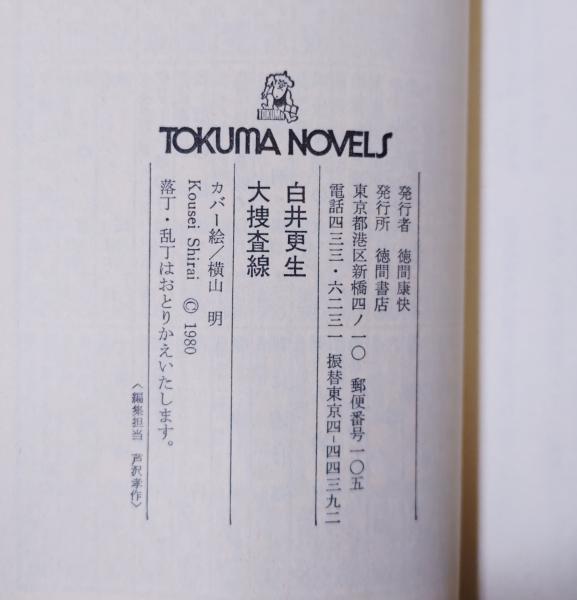 TOKUMA
TOKUMA NOVELS
発行者 徳間康快
発行所 徳間書店
東京都港区新橋四ノ一〇 郵便番号一〇五
電話四三三・六二三一 振替東京四–四四三九二
白井更生
大捜査線
カバー絵/横山 明
Kousei Shirai © 1980
落丁・乱丁はおとりかえいたします。
〈編集担当 芦沢孝作〉